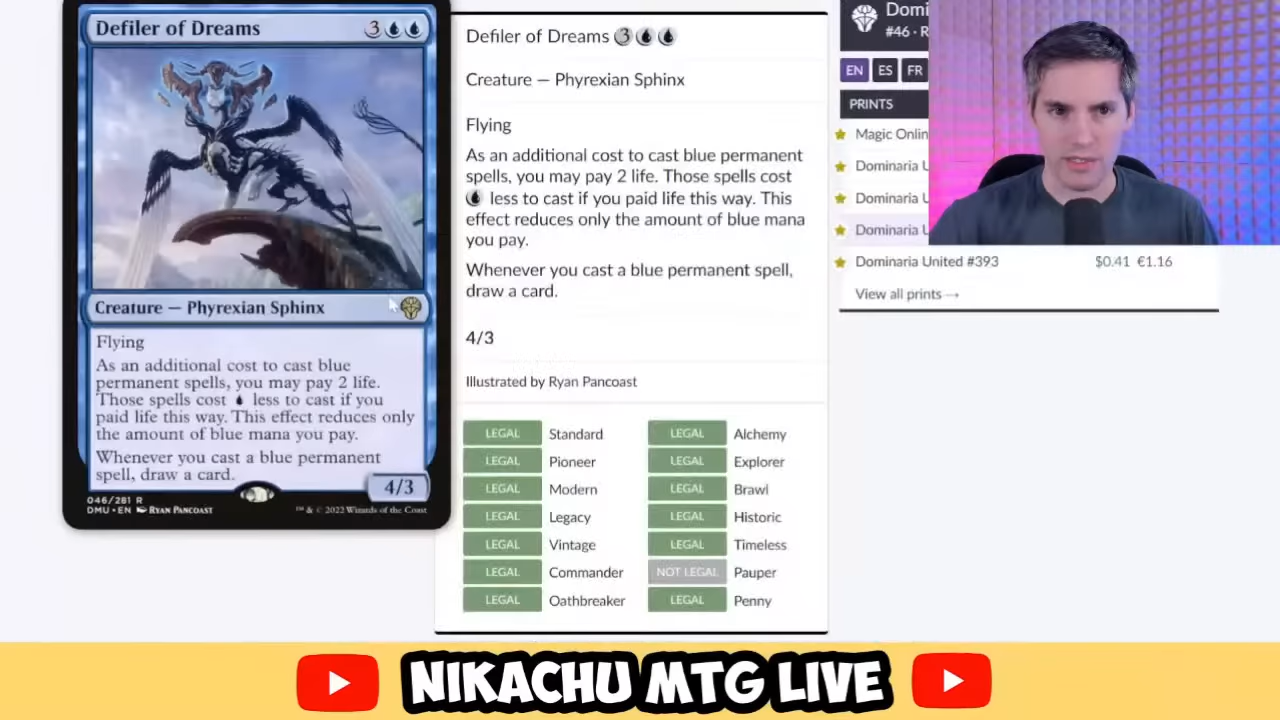 Defiler of Dreams 3
Creature — Phyrexian Sphinx
Flying
As an additional cost to cast blue
permanent spells, you may pay 2 life.
Those spells cost less to cast if you
paid life this way. This effect reduces only
the amount of blue mana you pay.
Whenever you cast a blue permanent
spell, draw a card.
4/3
046/281 R
DMU • EN Ryan Pancoast
™ & © 2022 Wizards of the Coast
Defiler of Dreams 3
Creature — Phyrexian Sphinx
Flying
As an additional cost to cast blue permanent
spells, you may pay 2 life. Those spells cost
less to cast if you paid life this way. This
effect reduces only the amount of blue mana
you pay.
Whenever you cast a blue permanent spell,
draw a card.
4/3
Illustrated by Ryan Pancoast
LEGAL Standard LEGAL Alchemy
LEGAL Pioneer LEGAL Explorer
LEGAL Modern LEGAL Brawl
LEGAL Legacy LEGAL Historic
LEGAL Vintage LEGAL Timeless
LEGAL Commander NOT LEGAL Pauper
LEGAL Oathbreaker LEGAL Penny
Domi
#46 · R
EN ES FR
PRINTS
Magic Onlin
Dominaria U
Dominaria U
Dominaria U
Dominaria United #393 $0.41 €1.16
View all prints →
NIKACHU MTG LIVE